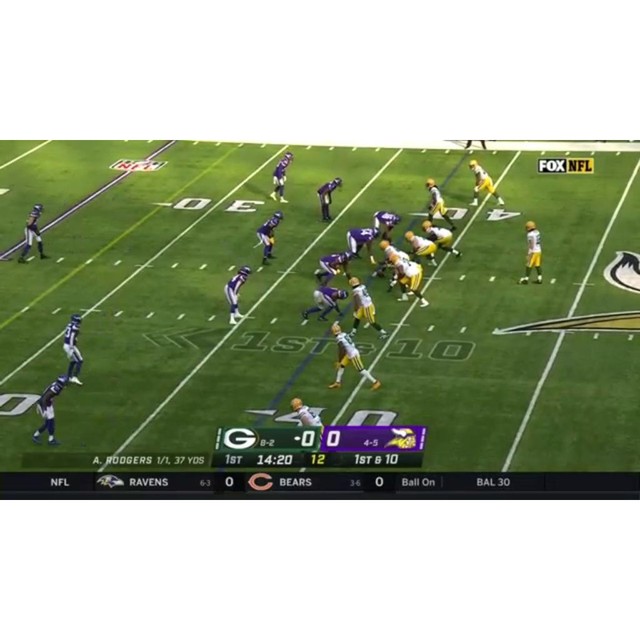 FOX NFL
NFL
30
40
1ST & 10
40
G 8-2 0 0 4-5
A. RODGERS 1/1, 37 YDS 1ST 14:20 12 1ST & 10
NFL RAVENS 6-3 0 BEARS 3-6 0 Ball On BAL 30